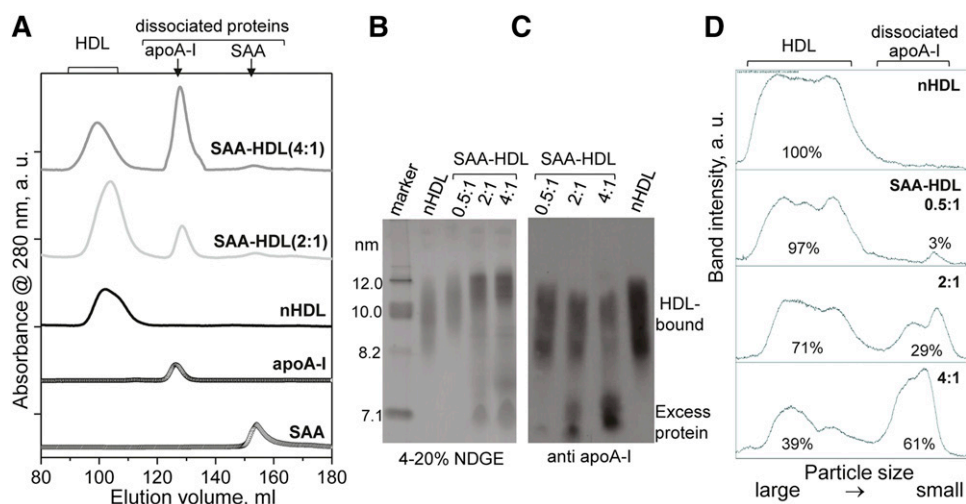 A
HDL
dissociated proteins
apoA-I
SAA
SAA-HDL(4:1)
SAA-HDL(2:1)
nHDL
apoA-I
SAA
Absorbance @ 280 nm, a. u.
80 100 120 140 160 180
Elution volume, ml
B
marker
nHDL
SAA-HDL
0.5:1
2:1
4:1
nm
12.0
10.0
8.2
7.1
4-20% NDGE
C
SAA-HDL
0.5:1
2:1
4:1
nHDL
HDL-
bound
Excess
protein
anti apoA-I
D
HDL
dissociated
apoA-I
nHDL
100%
SAA-HDL
0.5:1
97%
3%
2:1
71%
29%
4:1
39%
61%
Band intensity, a. u.
Particle size
large → small